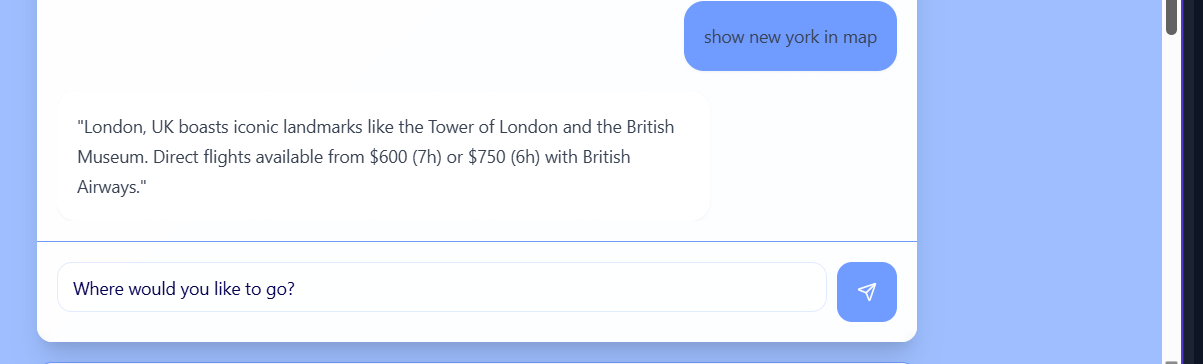 show new york in map
"London, UK boasts iconic landmarks like the Tower of London and the British
Museum. Direct flights available from $600 (7h) or $750 (6h) with British
Airways."
Where would you like to go?